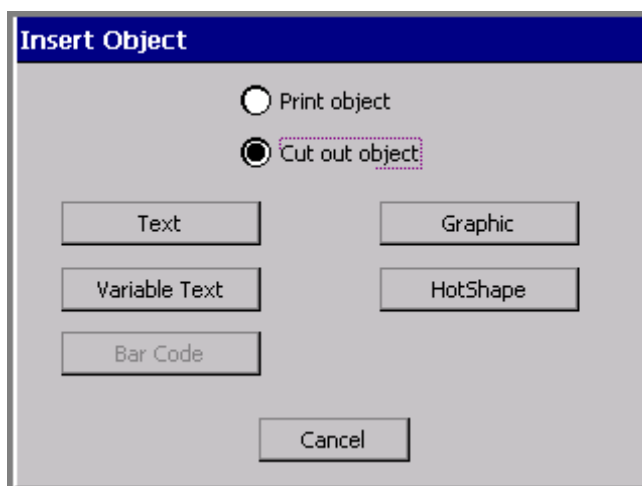 Insert Object
Print object
Cut out object
Text
Graphic
Variable Text
HotShape
Bar Code
Cancel